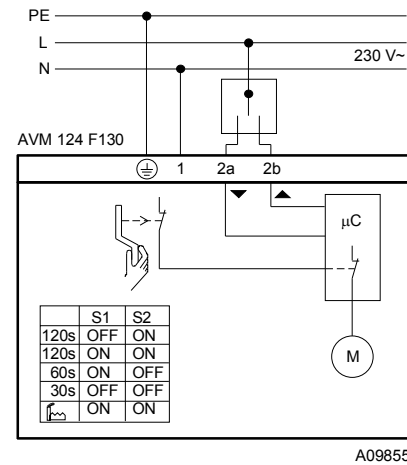 PE
L
230 V~
N
AVM 124 F130
1 2a 2b
µC
S1 S2
120s OFF ON
120s ON ON
60s ON OFF
30s OFF OFF
ON ON
M
A09855